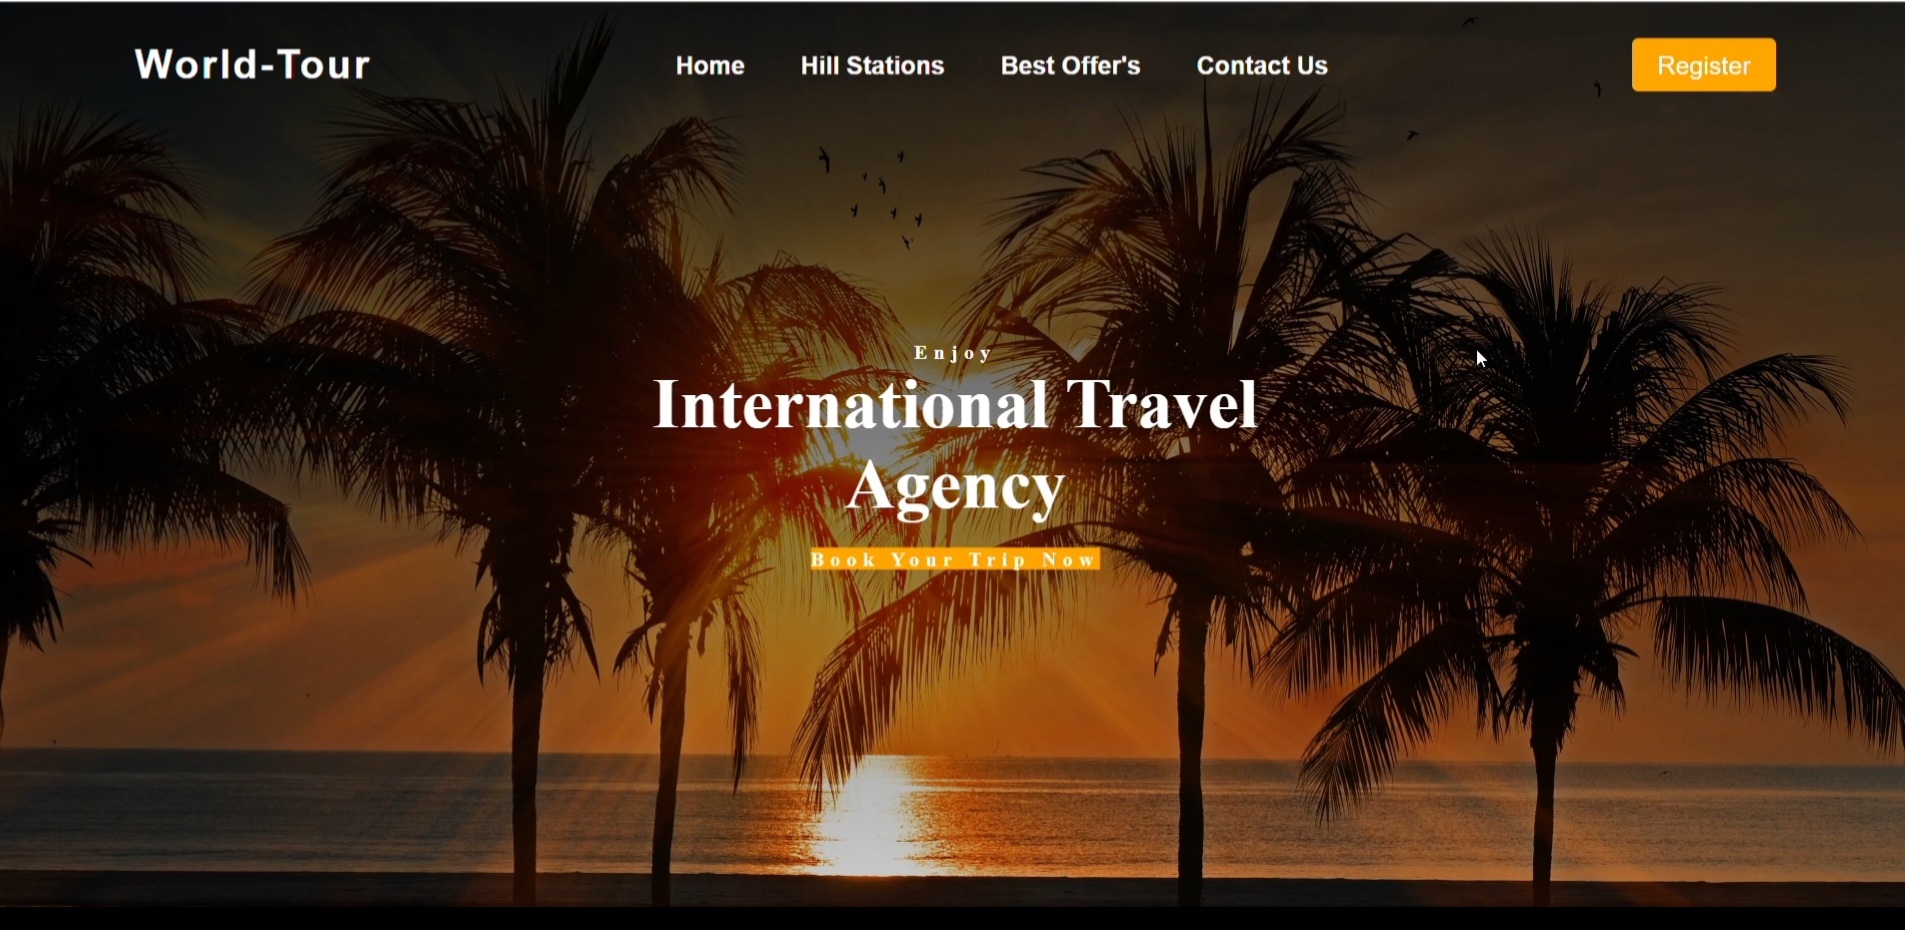 World-Tour
Home
Hill Stations
Best Offer's
Contact Us
Register
Enjoy
International Travel
Agency
Book Your Trip Now